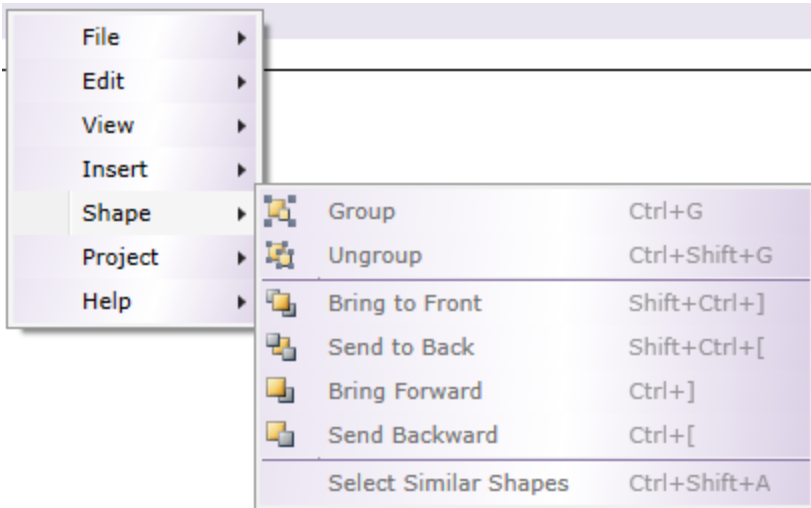 File
Edit
View
Insert
Shape
Project
Help
Group Ctrl+G
Ungroup Ctrl+Shift+G
Bring to Front Shift+Ctrl+]
Send to Back Shift+Ctrl+[
Bring Forward Ctrl+]
Send Backward Ctrl+[
Select Similar Shapes Ctrl+Shift+A